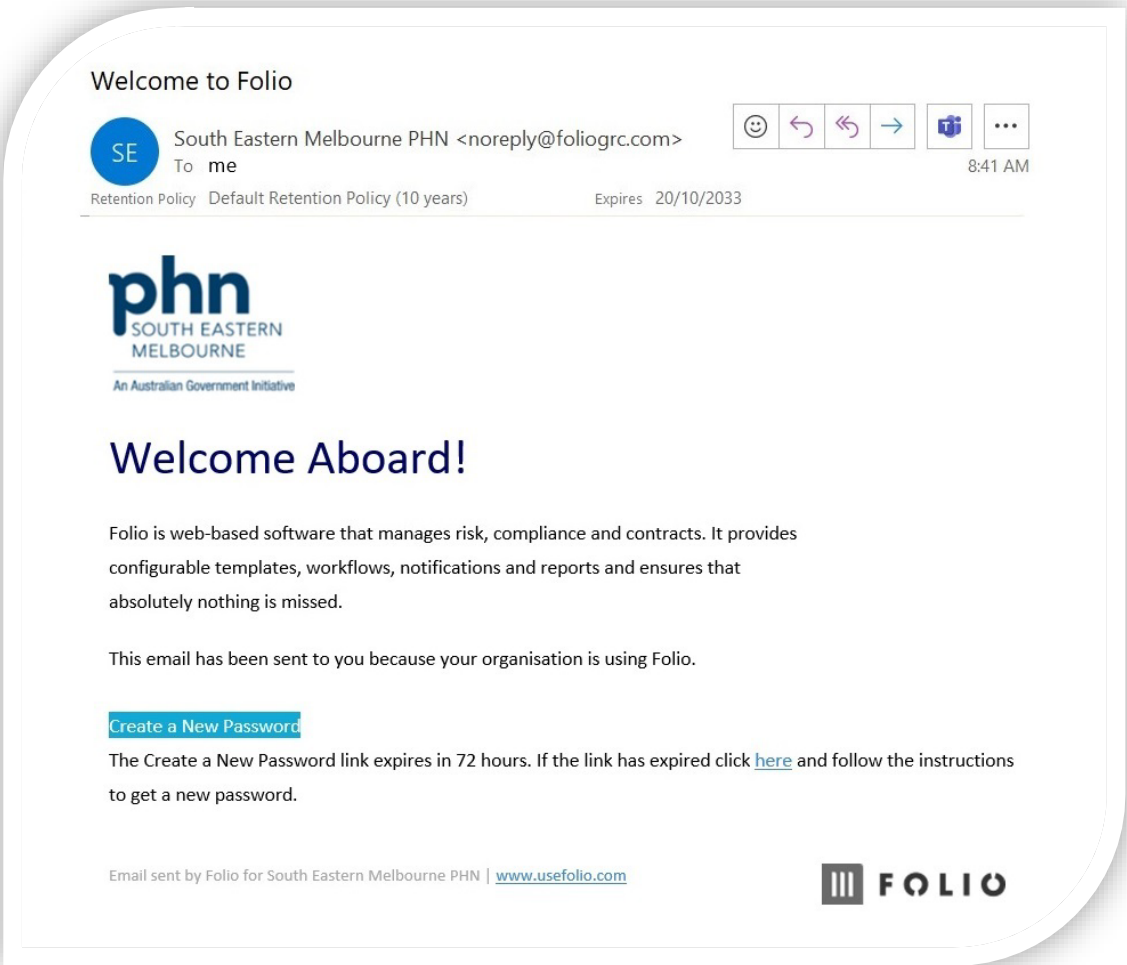 Welcome to Folio
SE
South Eastern Melbourne PHN <noreply@foliogrc.com>
To me
8:41 AM
Retention Policy Default Retention Policy (10 years) Expires 20/10/2033
phn
SOUTH EASTERN
MELBOURNE
An Australian Government Initiative
Welcome Aboard!
Folio is web-based software that manages risk, compliance and contracts. It provides
configurable templates, workflows, notifications and reports and ensures that
absolutely nothing is missed.
This email has been sent to you because your organisation is using Folio.
Create a New Password
The Create a New Password link expires in 72 hours. If the link has expired click here and follow the instructions
to get a new password.
Email sent by Folio for South Eastern Melbourne PHN | www.usefolio.com
FOLIO